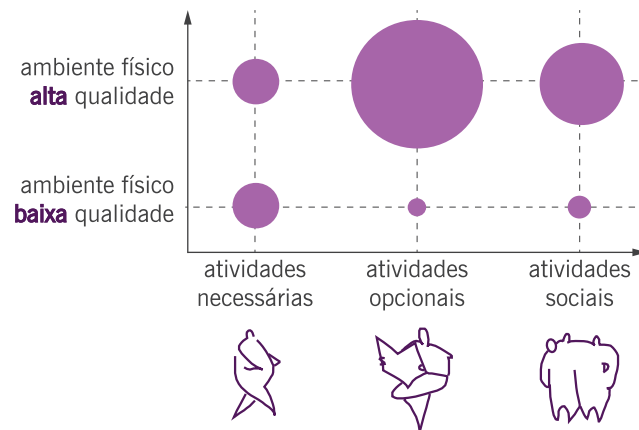 ambiente físico
alta qualidade
ambiente físico
baixa qualidade
atividades
necessárias
atividades
opcionais
atividades
sociais